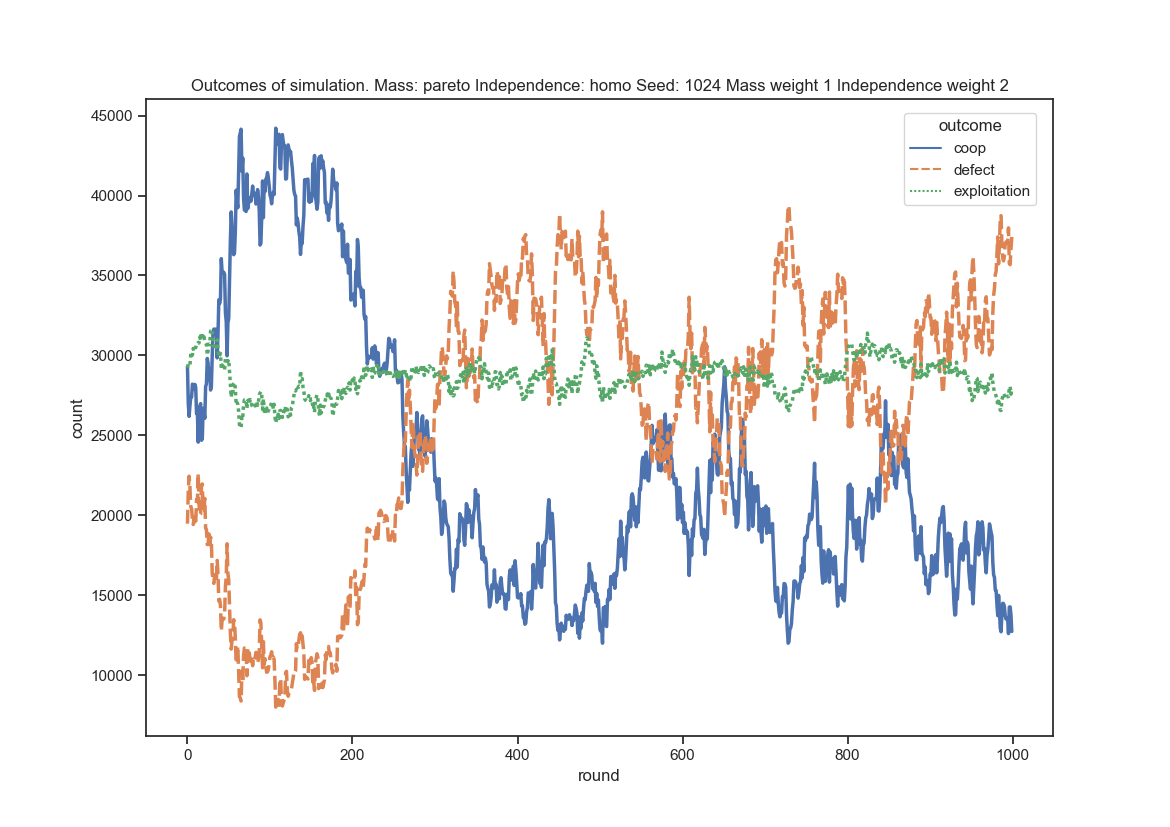 Outcomes of simulation. Mass: pareto Independence: homo Seed: 1024 Mass weight 1 Independence weight 2
45000
40000
35000
30000
25000
20000
15000
10000
count
outcome
coop
defect
exploitation
0
200
400
600
800
1000
round